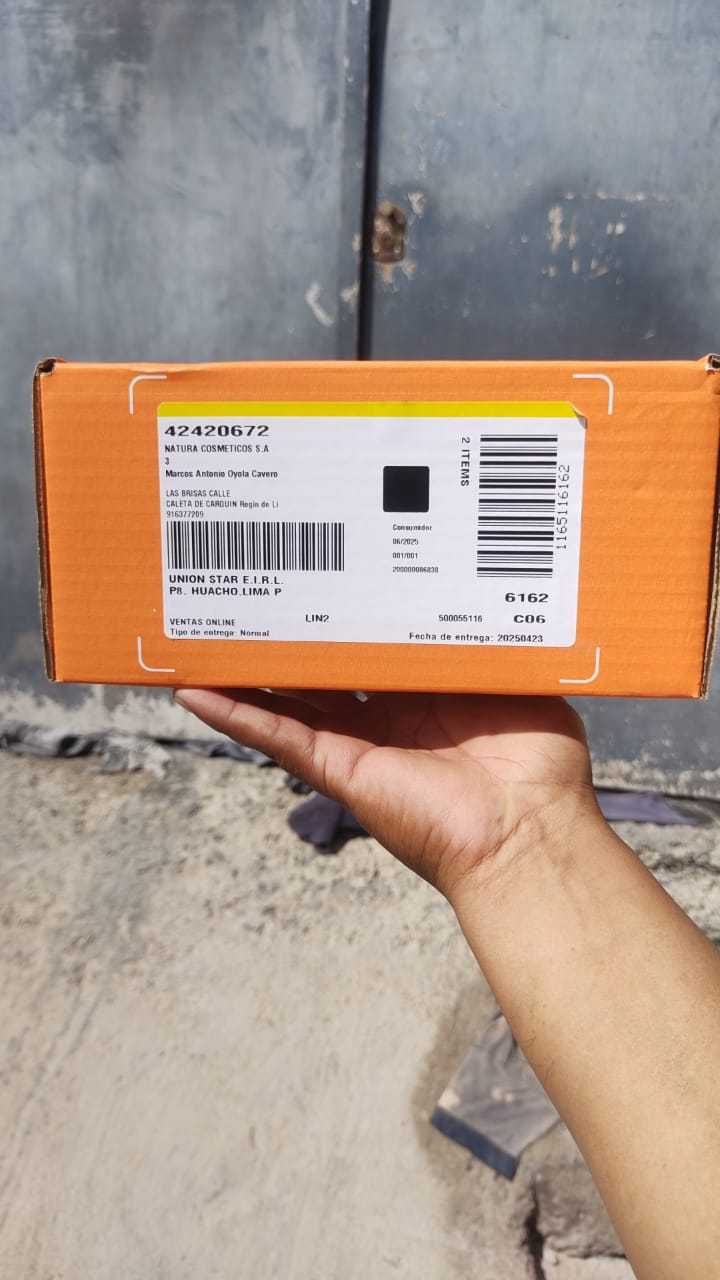 42420672
NATURA COSMETICOS S.A
3
Marcos Antonio Oyola Cavero
LAS BRISAS CALLE
CALETA DE CARQUIN Regin de Li
916377209
UNION STAR E.I.R.L.
P8. HUACHO.LIMA P
VENTAS ONLINE
Tipo de entrega: Normal
LIN2
Consumidor
06/2025
001/001
200000086838
2 ITEMS
1165116162
6162
500055116
C06
Fecha de entrega: 20250423